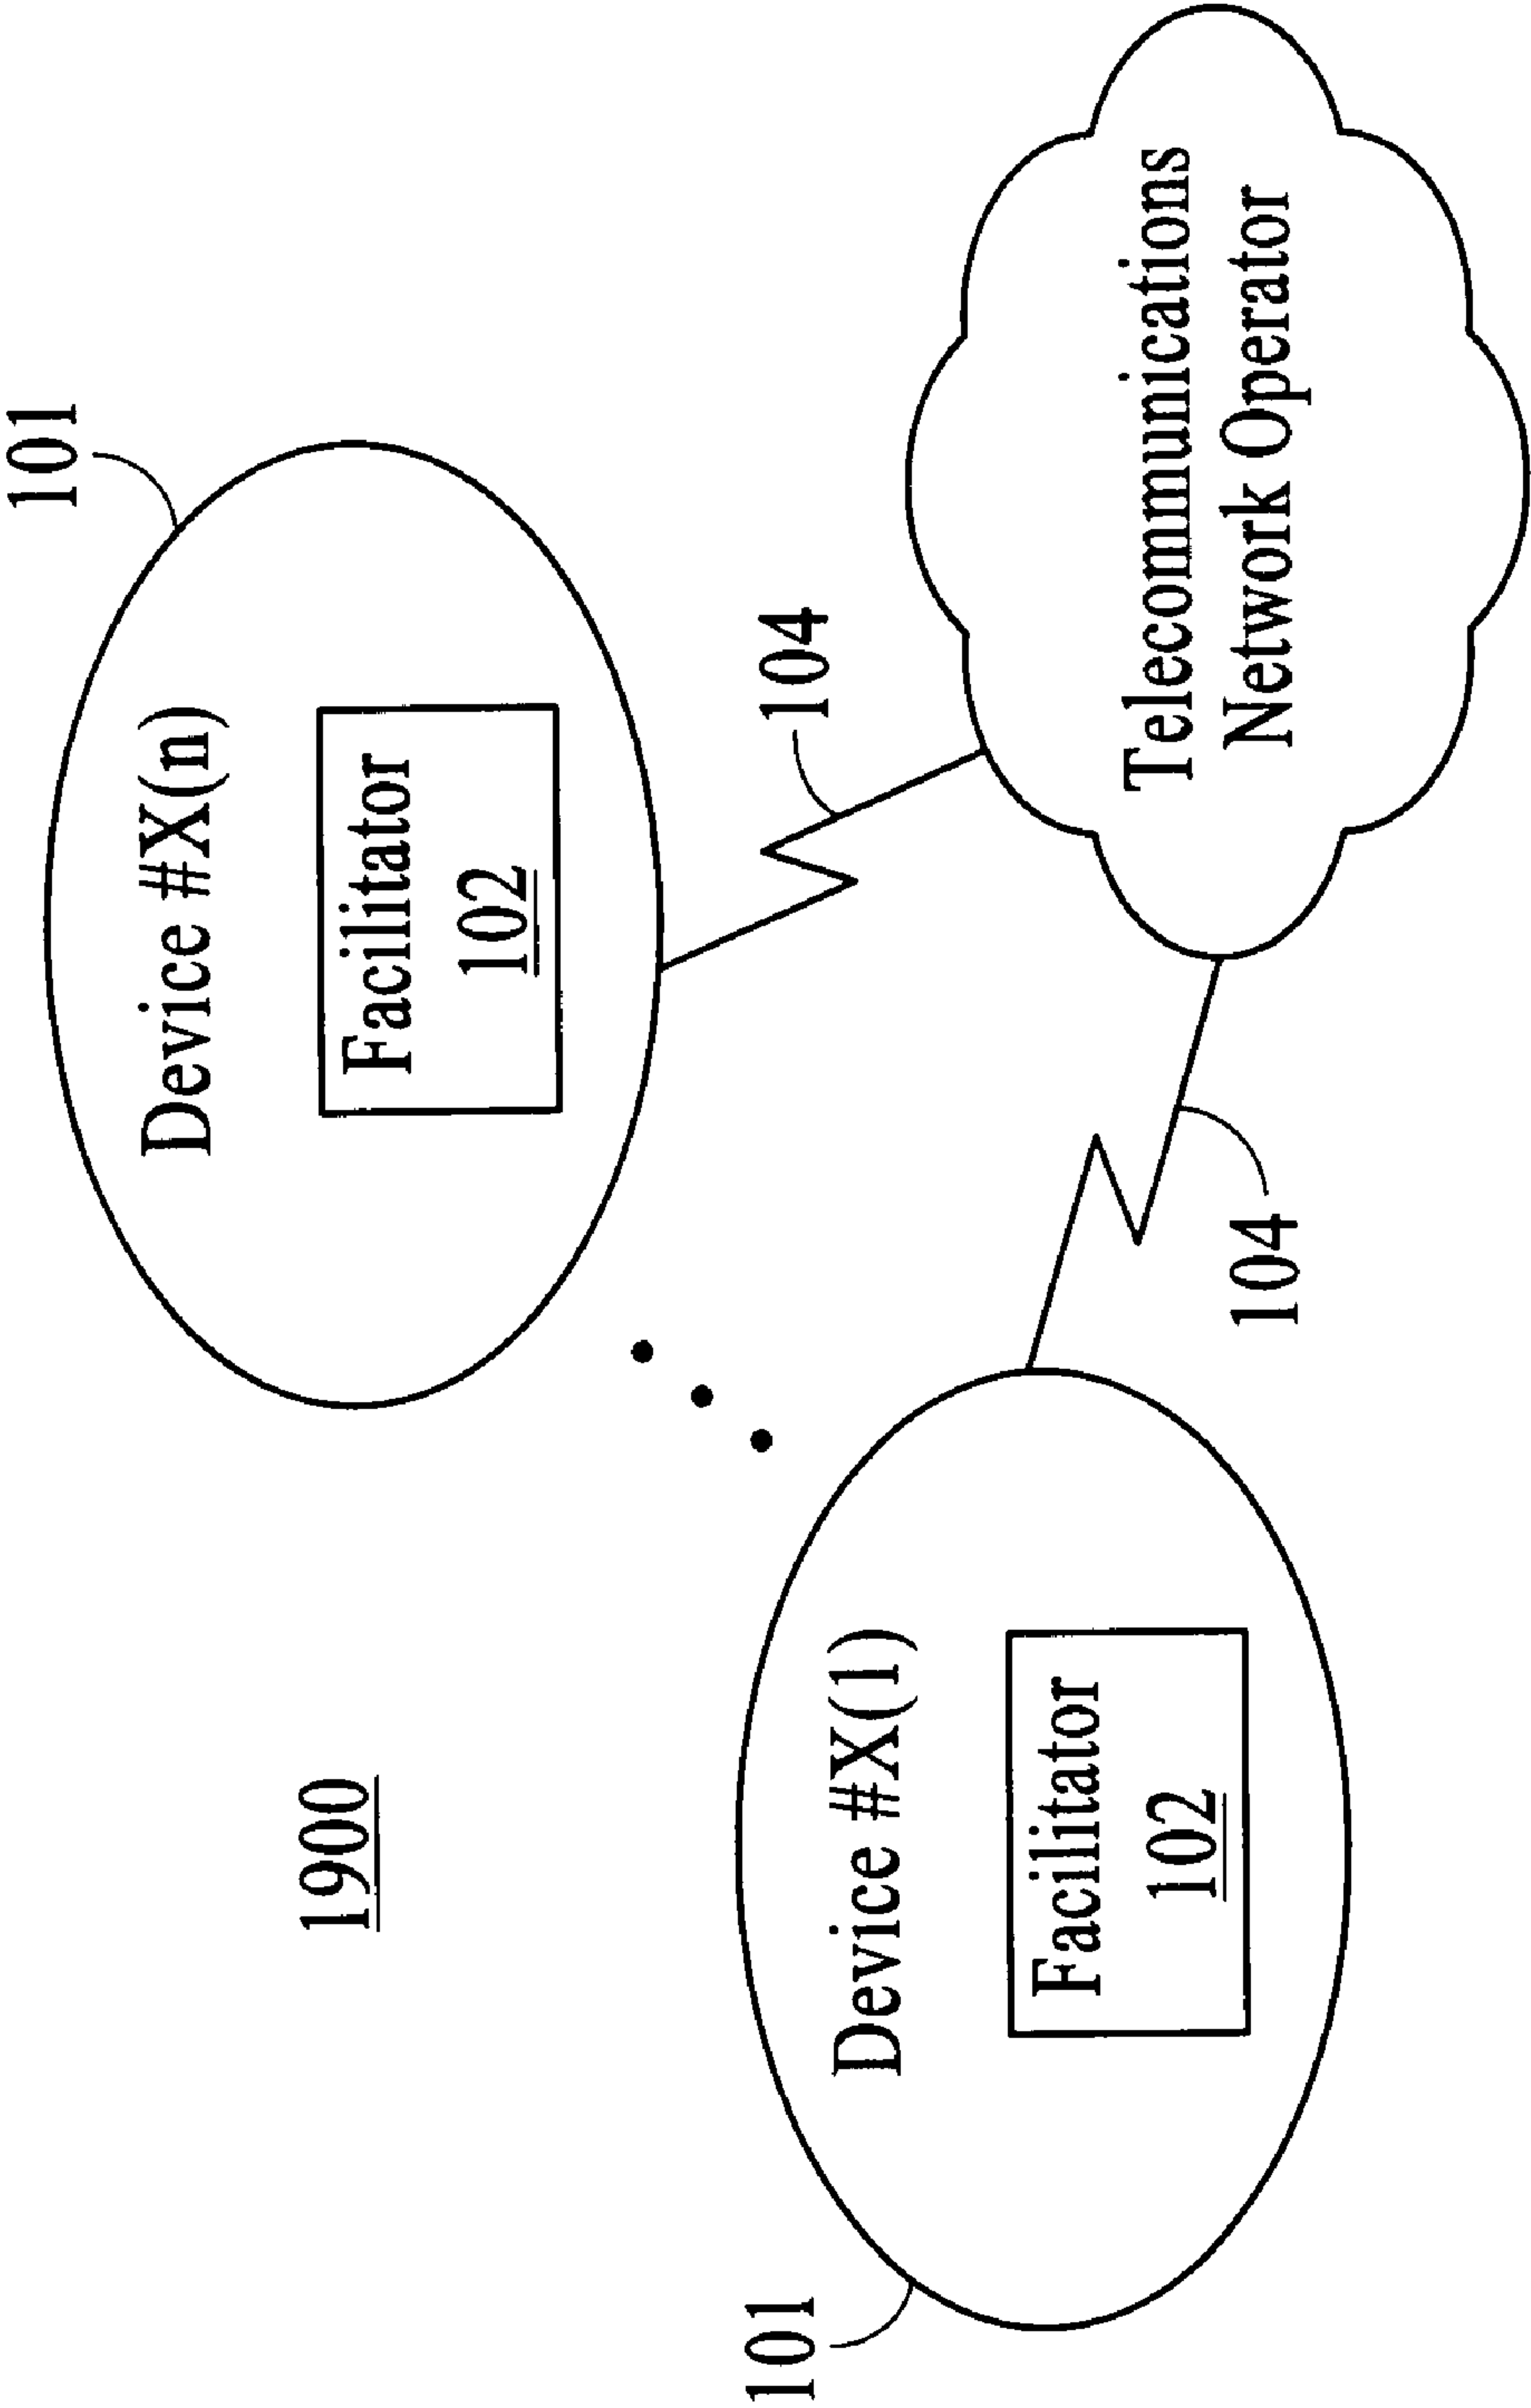 1900
101
Device #X(n)
Facilitator
102
101
Device #X(1)
Facilitator
102
104
104
Telecommunications
Network Operator